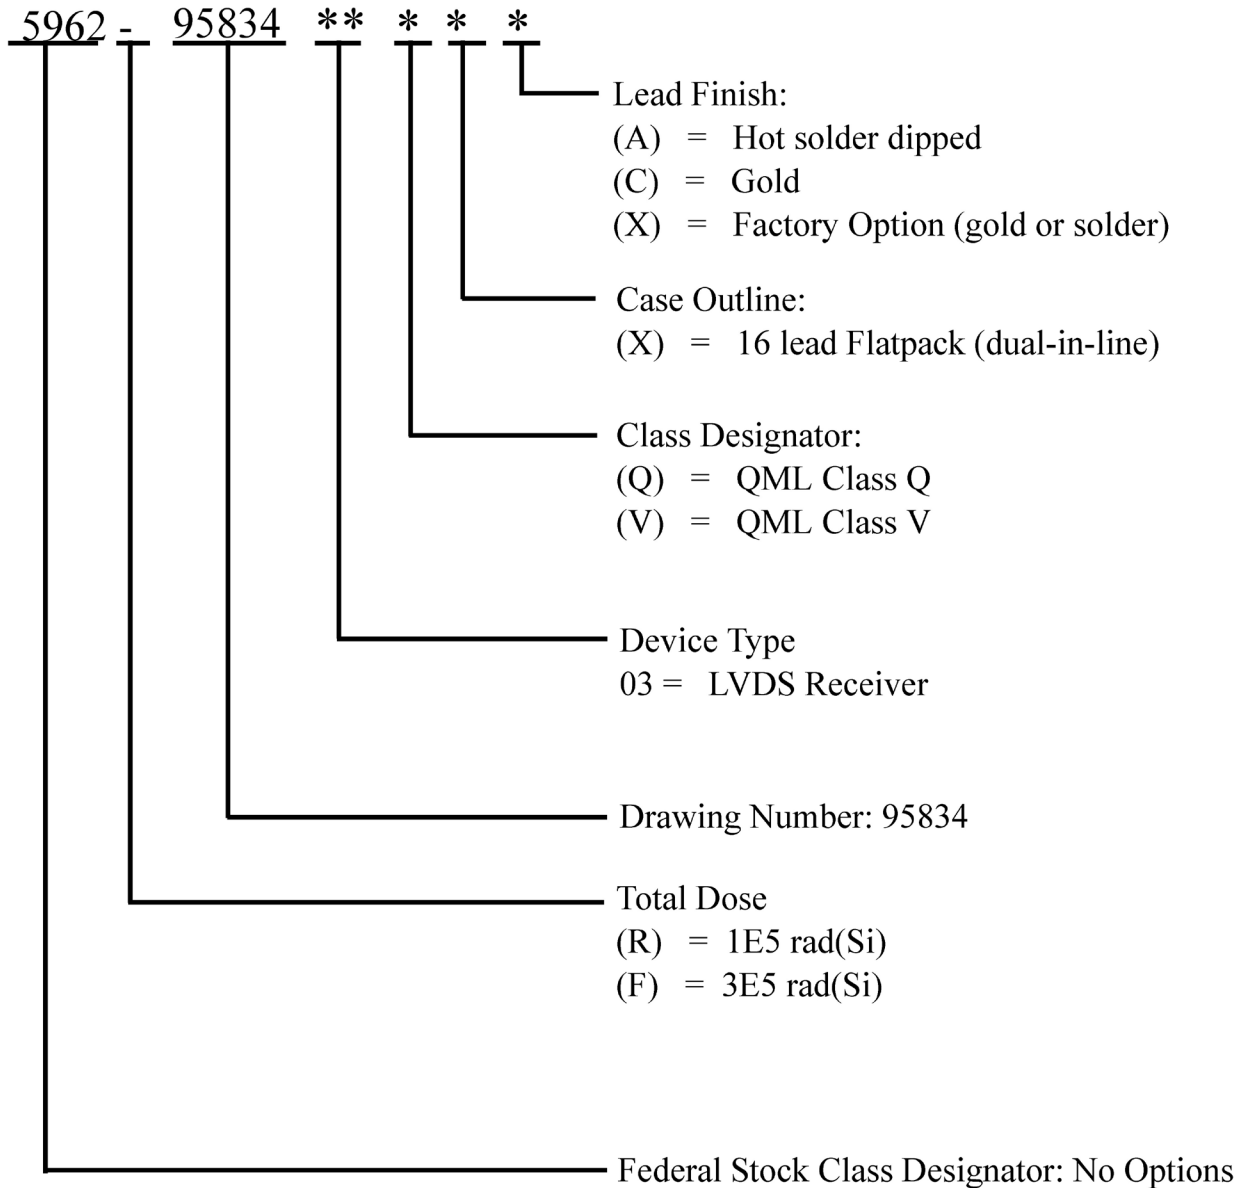 5962 - 95834 ** * * *
Lead Finish:
(A) = Hot solder dipped
(C) = Gold
(X) = Factory Option (gold or solder)
Case Outline:
(X) = 16 lead Flatpack (dual-in-line)
Class Designator:
(Q) = QML Class Q
(V) = QML Class V
Device Type
03 = LVDS Receiver
Drawing Number: 95834
Total Dose
(R) = 1E5 rad(Si)
(F) = 3E5 rad(Si)
Federal Stock Class Designator: No Options